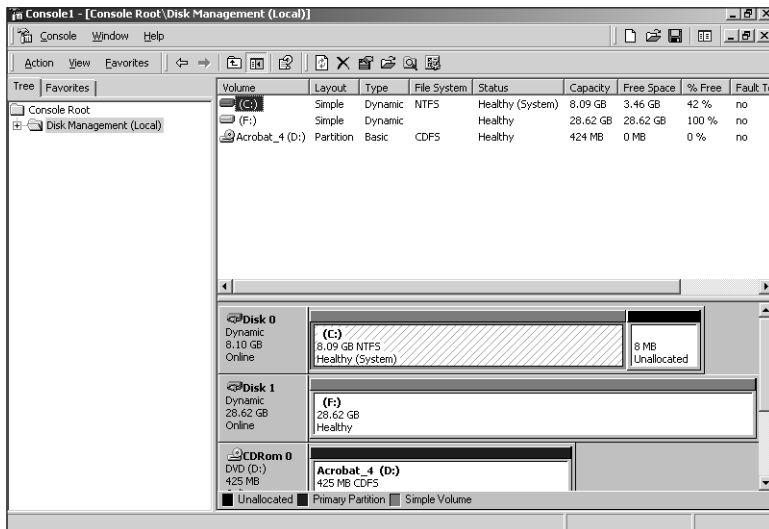 Console1 - [Console Root\Disk Management (Local)]
Console Window Help
Action View Favorites
Tree Favorites
Console Root
Disk Management (Local)
Volume Layout Type File System Status Capacity Free Space % Free Fault To
(C:) Simple Dynamic NTFS Healthy (System) 8.09 GB 3.46 GB 42 % no
(F:) Simple Dynamic Healthy 28.62 GB 28.62 GB 100 % no
Acrobat_4 (D:) Partition Basic CDFS 424 MB 0 MB 0 % no
Disk 0
Dynamic
8.10 GB
Online
(C:)
8.09 GB NTFS
Healthy (System)
8 MB
Unallocated
Disk 1
Dynamic
28.62 GB
Online
(F:)
28.62 GB
Healthy
CDRom 0
DVD (D:)
425 MB
Acrobat_4 (D:)
425 MB CDFS
Unallocated Primary Partition Simple Volume